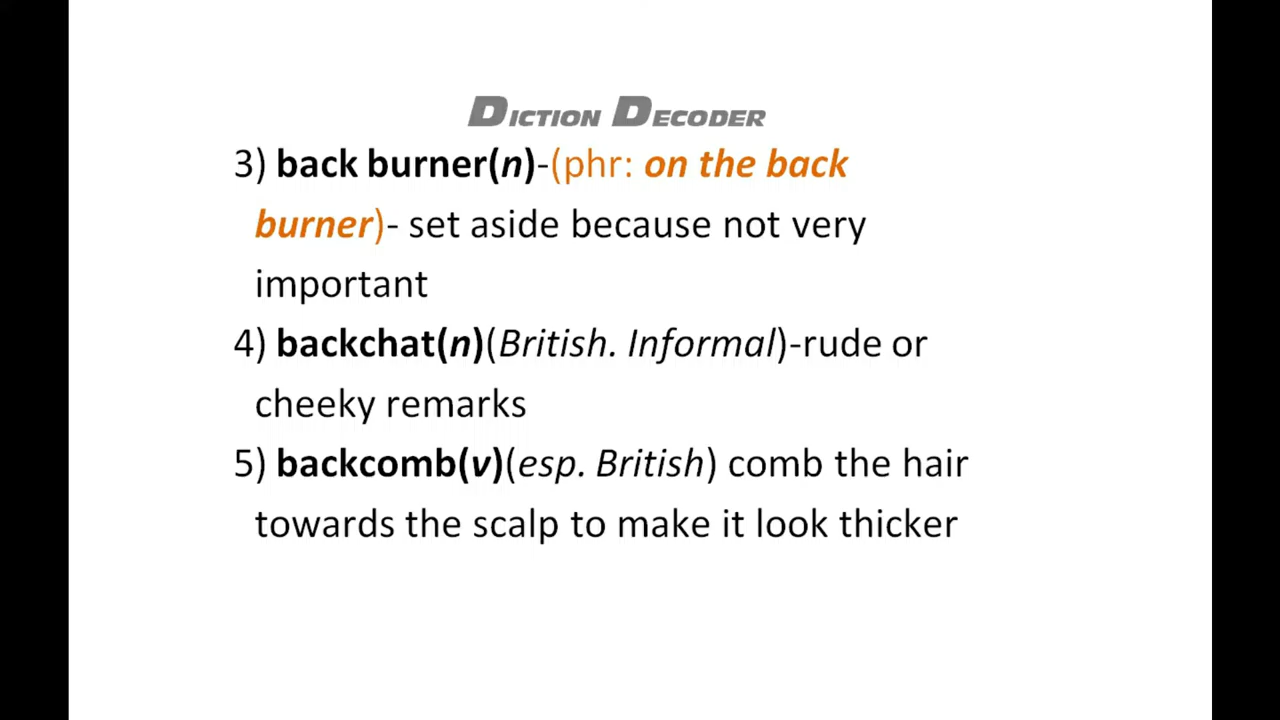 DICTION DECODER
3) back burner(n)-(phr: on the back
burner)- set aside because not very
important
4) backchat(n)(British. Informal)-rude or
cheeky remarks
5) backcomb(v)(esp. British) comb the hair
towards the scalp to make it look thicker